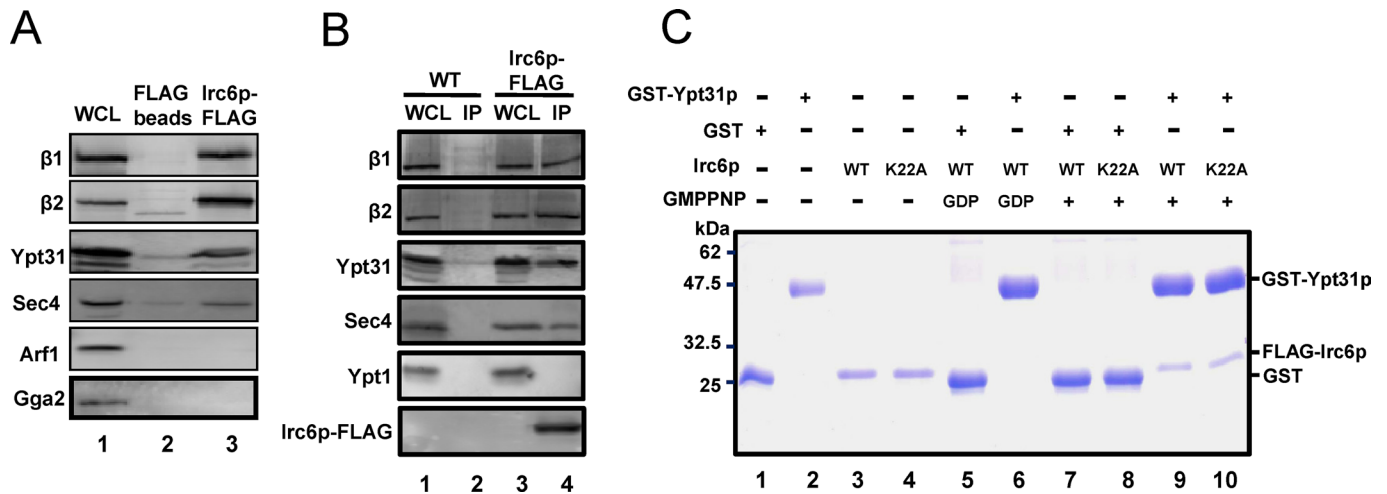 A
WCL FLAG beads Irc6p-FLAG
β1
β2
Ypt31
Sec4
Arf1
Gga2
1 2 3
B
WT Irc6p-FLAG
WCL IP WCL IP
β1
β2
Ypt31
Sec4
Ypt1
Irc6p-FLAG
1 2 3 4
C
GST-Ypt31p - + - - - + - - + +
GST + - - - + - + + - -
Irc6p - - WT K22A WT WT WT K22A WT K22A
GMPPNP - - - - GDP GDP + + + +
kDa
62
47.5
32.5
25
GST-Ypt31p
FLAG-Irc6p
GST
1 2 3 4 5 6 7 8 9 10